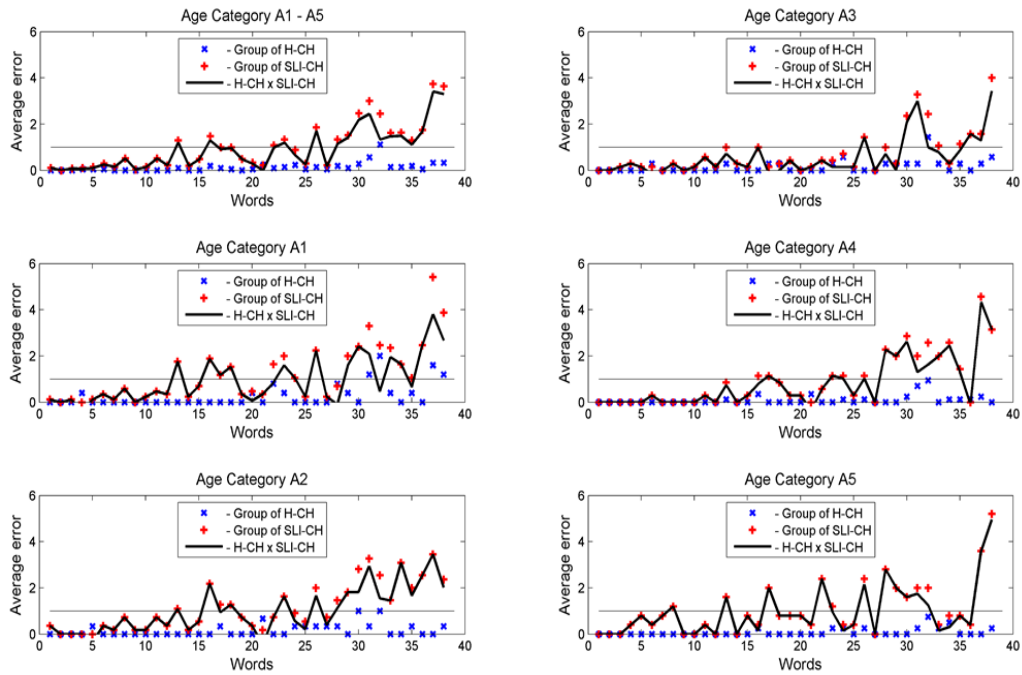 Age Category A1 - A5
Average error
6
4
2
0
- Group of H-CH
- Group of SLI-CH
- H-CH x SLI-CH
0 5 10 15 20 25 30 35 40
Words
Age Category A3
Average error
6
4
2
0
- Group of H-CH
- Group of SLI-CH
- H-CH x SLI-CH
0 5 10 15 20 25 30 35 40
Words
Age Category A1
Average error
6
4
2
0
- Group of H-CH
- Group of SLI-CH
- H-CH x SLI-CH
0 5 10 15 20 25 30 35 40
Words
Age Category A4
Average error
6
4
2
0
- Group of H-CH
- Group of SLI-CH
- H-CH x SLI-CH
0 5 10 15 20 25 30 35 40
Words
Age Category A2
Average error
6
4
2
0
- Group of H-CH
- Group of SLI-CH
- H-CH x SLI-CH
0 5 10 15 20 25 30 35 40
Words
Age Category A5
Average error
6
4
2
0
- Group of H-CH
- Group of SLI-CH
- H-CH x SLI-CH
0 5 10 15 20 25 30 35 40
Words